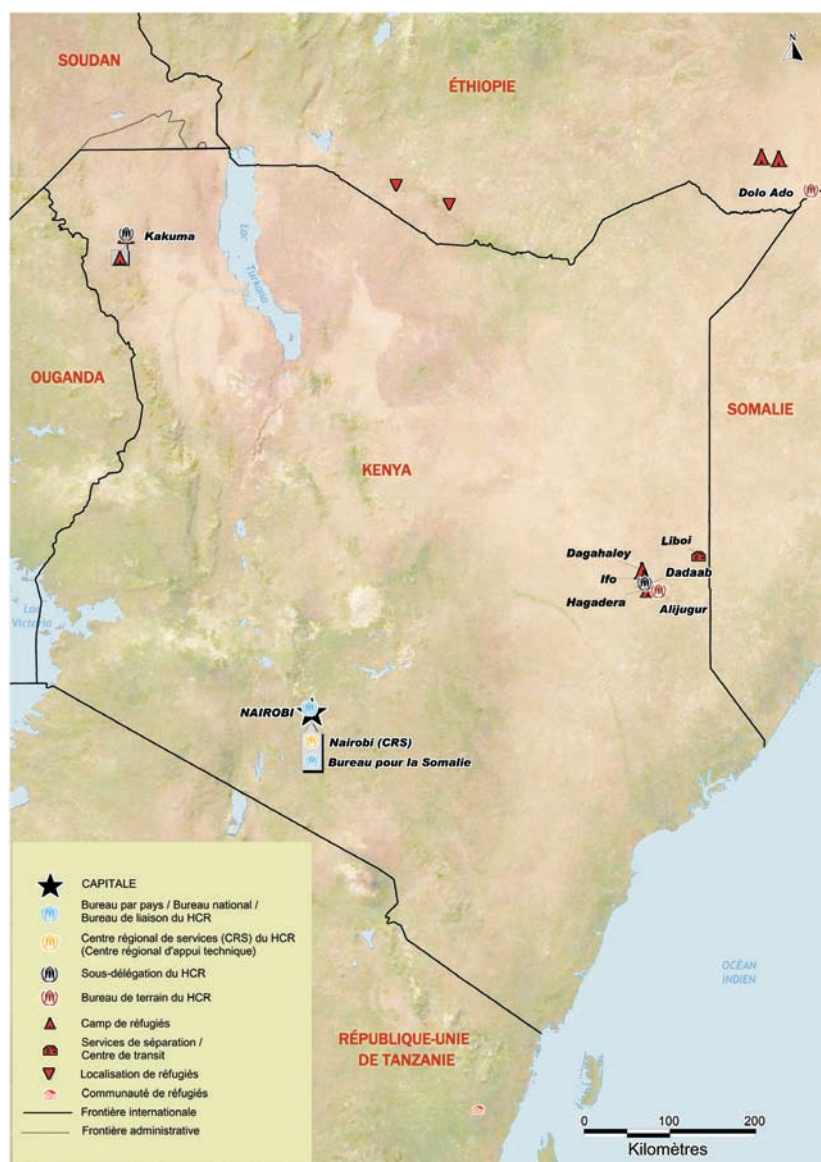 N
SOUDAN
ÉTHIOPIE
Dolo Ado
Kakuma
Lac
Turkana
OUGANDA
SOMALIE
KENYA
Liboi
Dagahaley
Dadaab
Ifo
Hagadera
Alijugur
Lac
Victoria
NAIROBI
Nairobi (CRS)
Bureau pour la Somalie
CAPITALE
Bureau par pays / Bureau national /
Bureau de liaison du HCR
Centre régional de services (CRS) du HCR
(Centre régional d'appui technique)
Sous-délégation du HCR
Bureau de terrain du HCR
Camp de réfugiés
Services de séparation /
Centre de transit
Localisation de réfugiés
Communauté de réfugiés
Frontière internationale
Frontière administrative
OCÉAN
INDIEN
RÉPUBLIQUE-UNIE
DE TANZANIE
0 100 200
Kilomètres